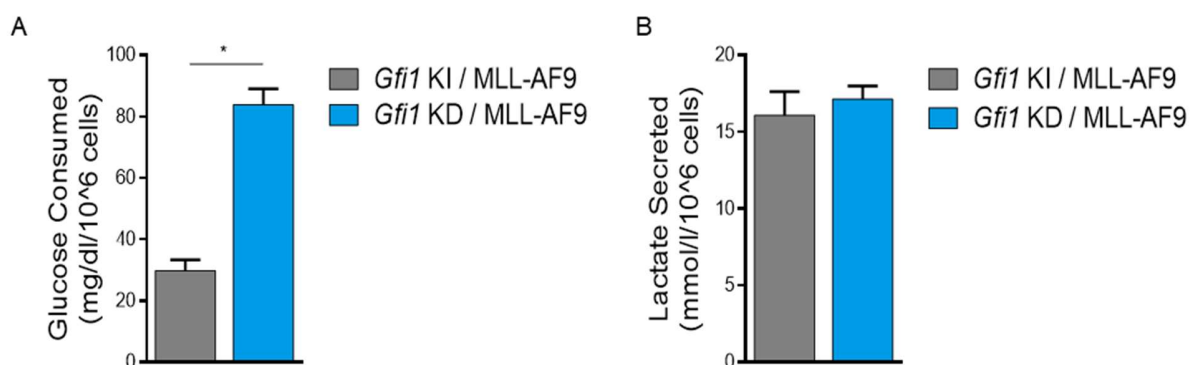 A
Glucose Consumed
(mg/dl/10^6 cells)
100
80
60
40
20
0
*
Gfi1 KI / MLL-AF9
Gfi1 KD / MLL-AF9
B
Lactate Secreted
(mmol/l/10^6 cells)
20
15
10
5
0
Gfi1 KI / MLL-AF9
Gfi1 KD / MLL-AF9